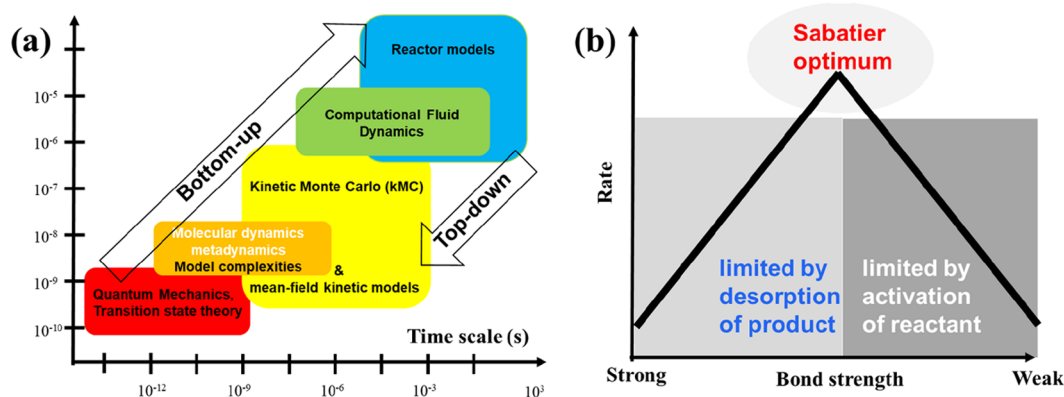 (a)
Reactor models
10⁻⁵
Computational Fluid
Dynamics
10⁻⁶
Bottom-up
10⁻⁷
Kinetic Monte Carlo (kMC)
Top-down
10⁻⁸
Molecular dynamics
metadynamics
Model complexities
&
mean-field kinetic models
10⁻⁹
Quantum Mechanics,
Transition state theory
10⁻¹⁰
Time scale (s)
10⁻¹² 10⁻⁹ 10⁻⁶ 10⁻³ 10³
(b)
Sabatier
optimum
Rate
limited by
desorption
of product
limited by
activation
of reactant
Strong Bond strength Weak